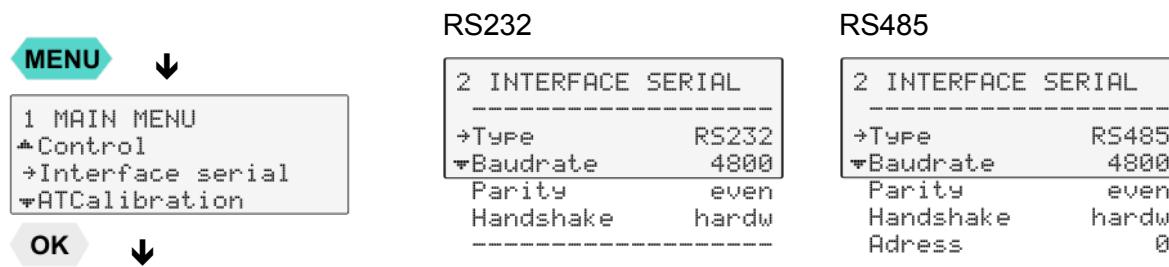 MENU
1 MAIN MENU
Control
→Interface serial
ATCalibration
OK
RS232
2 INTERFACE SERIAL
--------------------
→Type RS232
Baudrate 4800
Parity even
Handshake hardw
--------------------
RS485
2 INTERFACE SERIAL
--------------------
→Type RS485
Baudrate 4800
Parity even
Handshake hardw
Adress 0